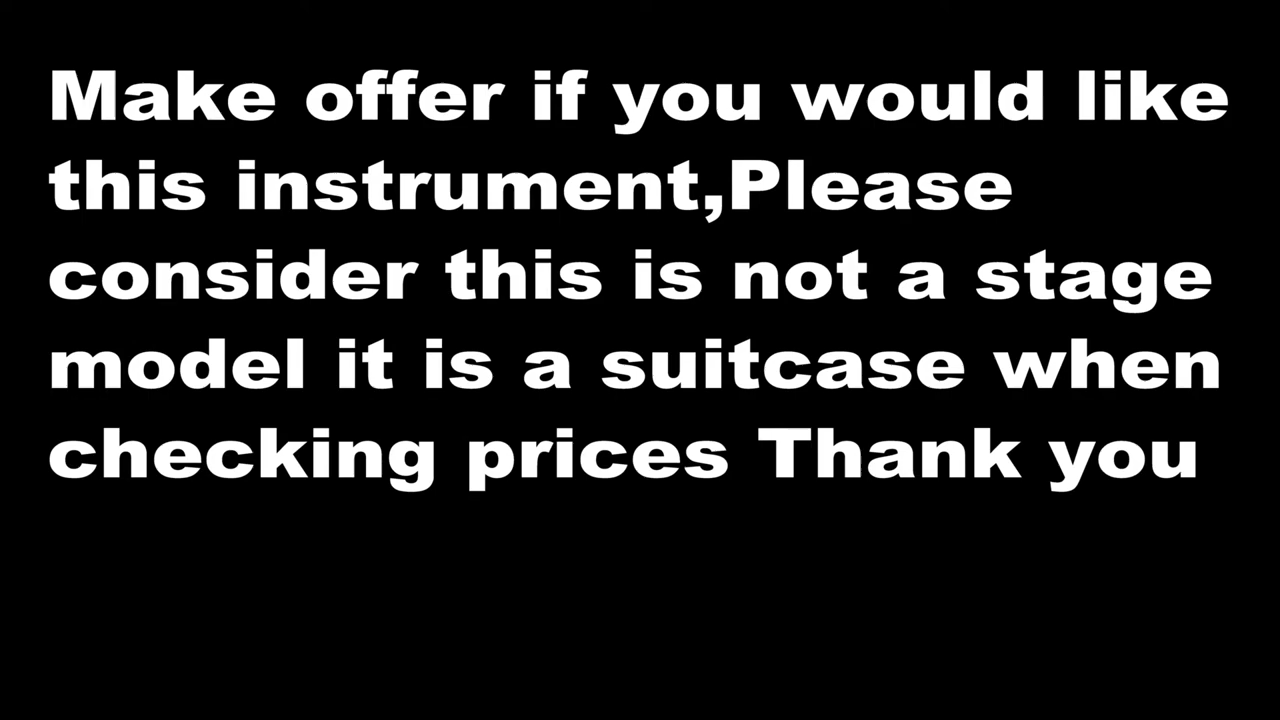 Make offer if you would like
this instrument,Please
consider this is not a stage
model it is a suitcase when
checking prices Thank you